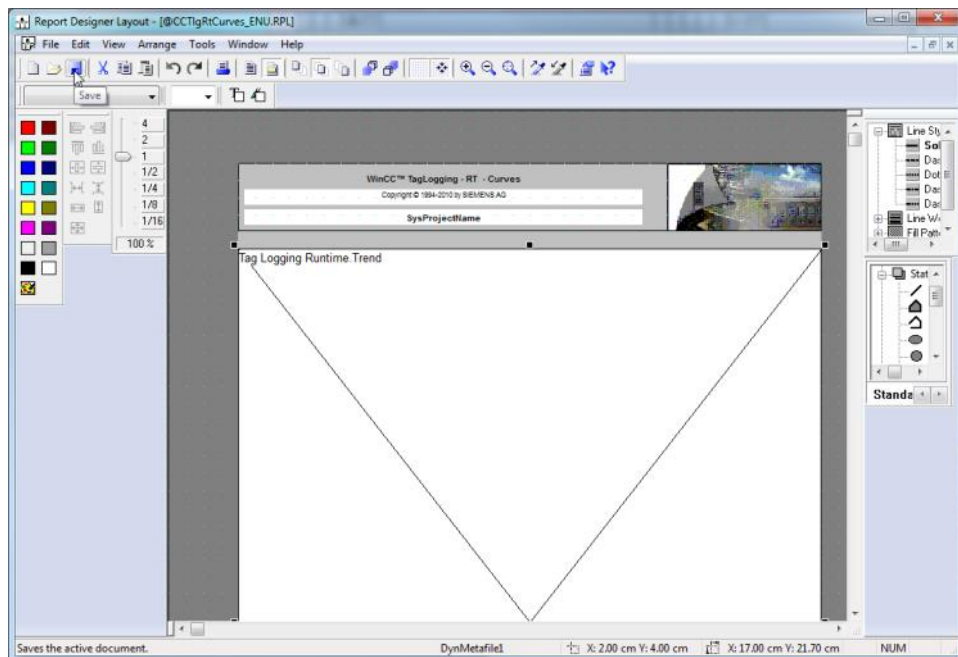 Report Designer Layout - [@CCTlgRtCurves_ENU.RPL]
File Edit View Arrange Tools Window Help
Save
4
2
1
1/2
1/4
1/8
1/16
100 %
WinCC™ TagLogging - RT - Curves
Copyright © 1994-2010 by SIEMENS AG
SysProjectName
Tag Logging Runtime.Trend
Line Sty
Sol
Das
Dot
Das
Das
Line W
Fill Patt
Stat
Standa
Saves the active document.
DynMetafile1
X: 2.00 cm Y: 4.00 cm
X: 17.00 cm Y: 21.70 cm
NUM